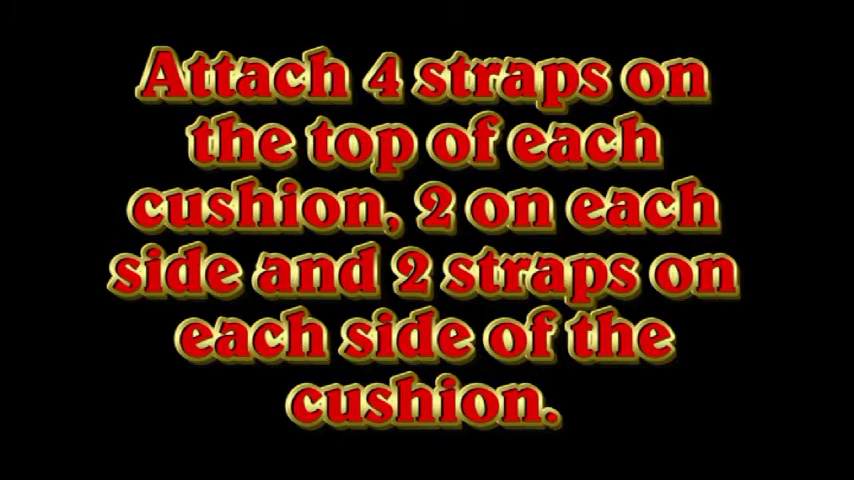 Attach 4 straps on
the top of each
cushion, 2 on each
side and 2 straps on
each side of the
cushion.